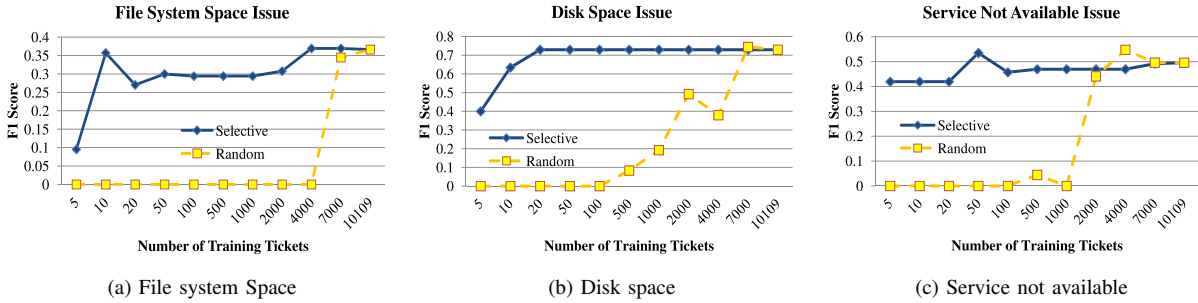 File System Space Issue
F1 Score
0.4
0.35
0.3
0.25
0.2
0.15
0.1
0.05
0
Selective
Random
5 10 20 50 100 500 1000 2000 4000 7000 10109
Number of Training Tickets
(a) File system Space
Disk Space Issue
F1 Score
0.8
0.7
0.6
0.5
0.4
0.3
0.2
0.1
0
Selective
Random
5 10 20 50 100 500 1000 2000 4000 7000 10109
Number of Training Tickets
(b) Disk space
Service Not Available Issue
F1 Score
0.6
0.5
0.4
0.3
0.2
0.1
0
Selective
Random
5 10 20 50 100 500 1000 2000 4000 7000 10109
Number of Training Tickets
(c) Service not available